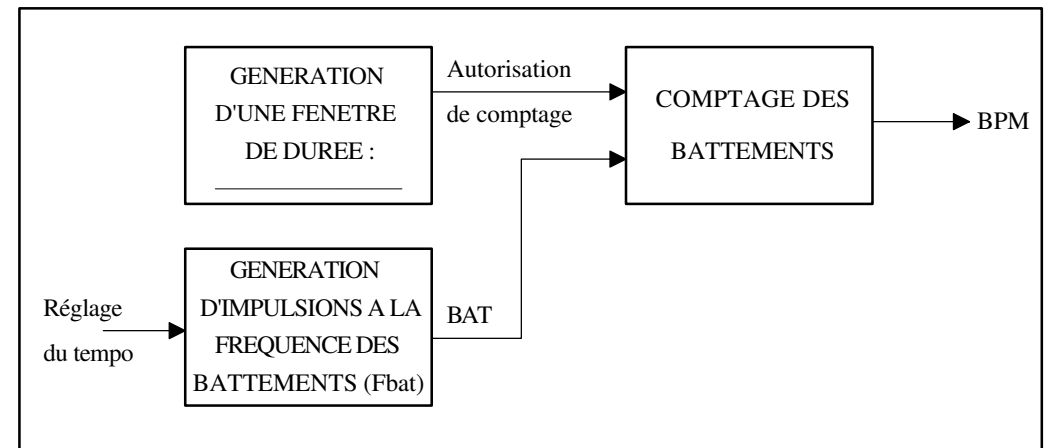 GENERATION
D'UNE FENETRE
DE DUREE :
Autorisation
de comptage
COMPTAGE DES
BATTEMENTS
BPM
Réglage
du tempo
GENERATION
D'IMPULSIONS A LA
FREQUENCE DES
BATTEMENTS (Fbat)
BAT